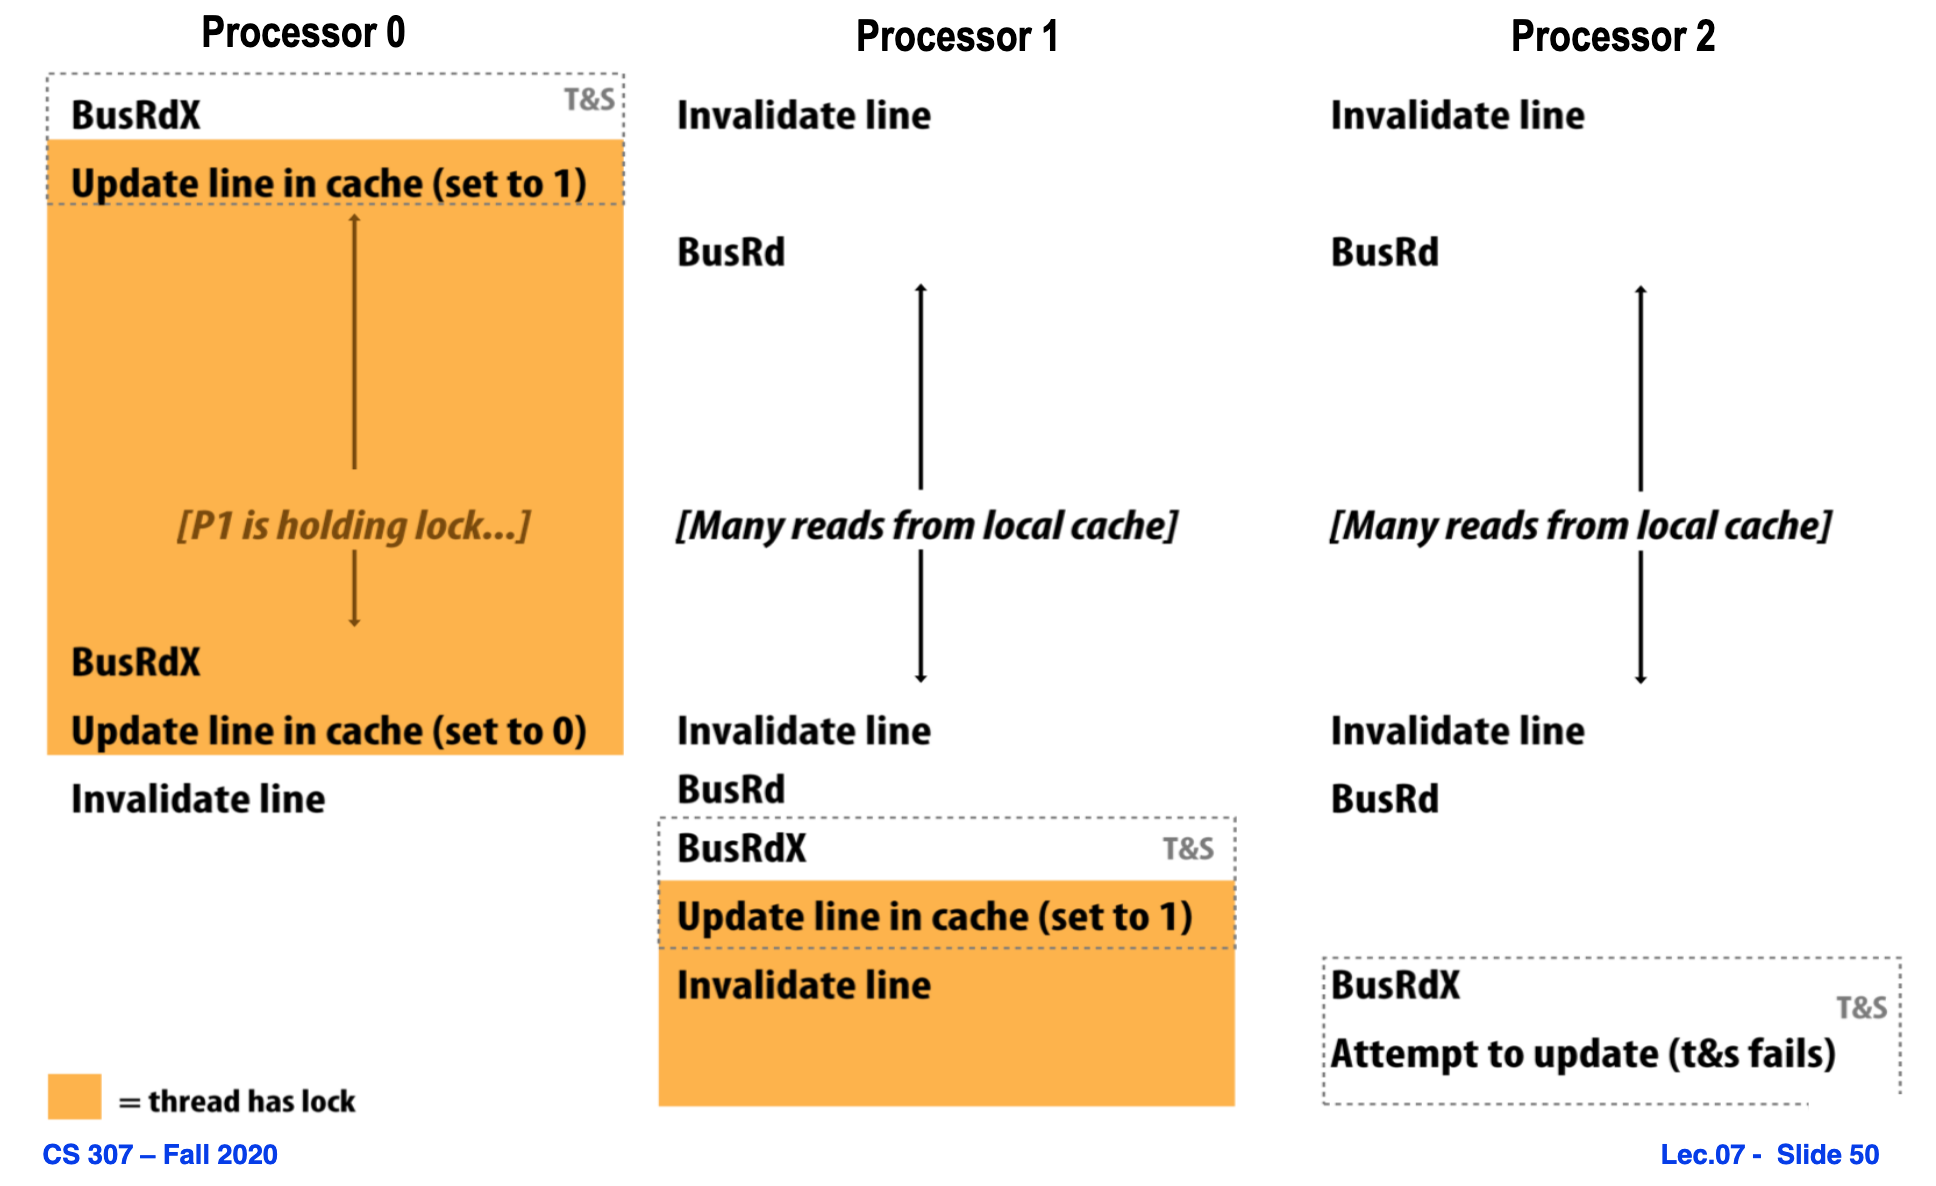 Processor 0
BusRdX
T&S
Update line in cache (set to 1)
[P1 is holding lock...]
BusRdX
Update line in cache (set to 0)
Invalidate line
Processor 1
Invalidate line
BusRd
[Many reads from local cache]
Invalidate line
BusRd
BusRdX
T&S
Update line in cache (set to 1)
Invalidate line
Processor 2
Invalidate line
BusRd
[Many reads from local cache]
Invalidate line
BusRd
BusRdX
T&S
Attempt to update (t&s fails)
= thread has lock
CS 307 – Fall 2020
Lec.07 - Slide 50